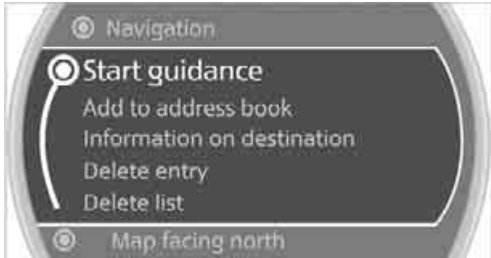 Navigation
Start guidance
Add to address book
Information on destination
Delete entry
Delete list
Map facing north